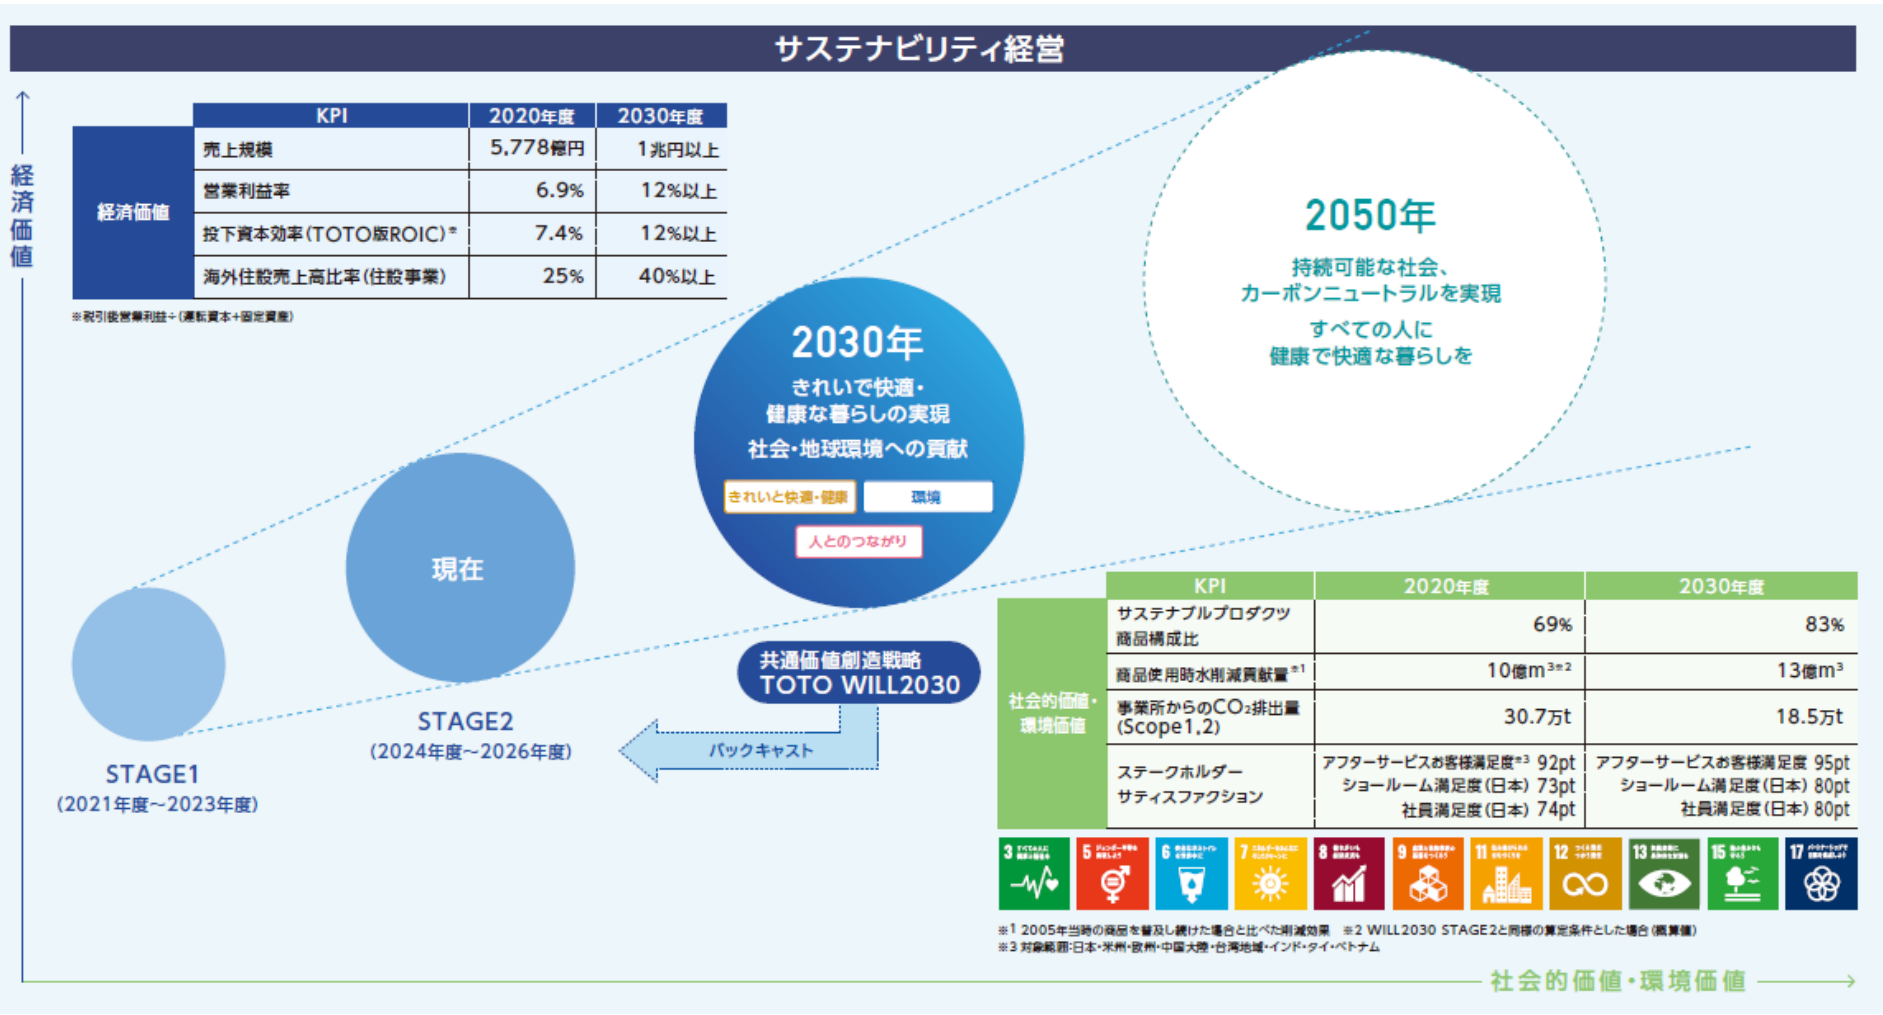 サステナビリティ経営
経済価値
KPI 2020年度 2030年度
経済価値
売上規模 5,778億円 1兆円以上
営業利益率 6.9% 12%以上
投下資本効率(TOTO版ROIC)※ 7.4% 12%以上
海外住設売上高比率(住設事業) 25% 40%以上
※税引後営業利益÷(運転資本+固定資産)
2050年
持続可能な社会、
カーボンニュートラルを実現
すべての人に
健康で快適な暮らしを
2030年
きれいで快適・
健康な暮らしの実現
社会・地球環境への貢献
きれいと快適・健康
環境
人とのつながり
現在
STAGE2
(2024年度～2026年度)
STAGE1
(2021年度～2023年度)
共通価値創造戦略
TOTO WILL2030
バックキャスト
KPI 2020年度 2030年度
社会的価値・
環境価値
サステナブルプロダクツ
商品構成比 69% 83%
商品使用時水削減貢献量※1 10億m³※2 13億m³
事業所からのCO₂排出量
(Scope1,2) 30.7万t 18.5万t
ステークホルダー
サティスファクション
アフターサービスお客様満足度※3 92pt アフターサービスお客様満足度 95pt
ショールーム満足度(日本) 73pt ショールーム満足度(日本) 80pt
社員満足度(日本) 74pt 社員満足度(日本) 80pt
3 5 6 7 8 9 11 12 13 15 17
※1 2005年当時の商品を普及し続けた場合と比べた削減効果 ※2 WILL2030 STAGE2と同様の算定条件とした場合(概算値)
※3 対象範囲:日本・米州・欧州・中国大陸・台湾地域・インド・タイ・ベトナム
社会的価値・環境価値